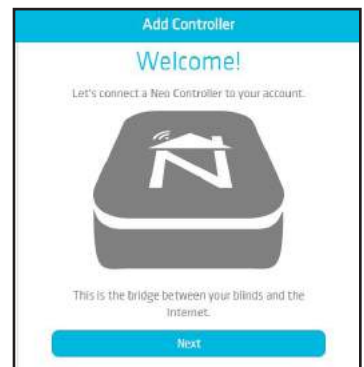 Add Controller
Welcome!
Let's connect a Neo Controller to your account.
N
This is the bridge between your blinds and the
Internet.
Next